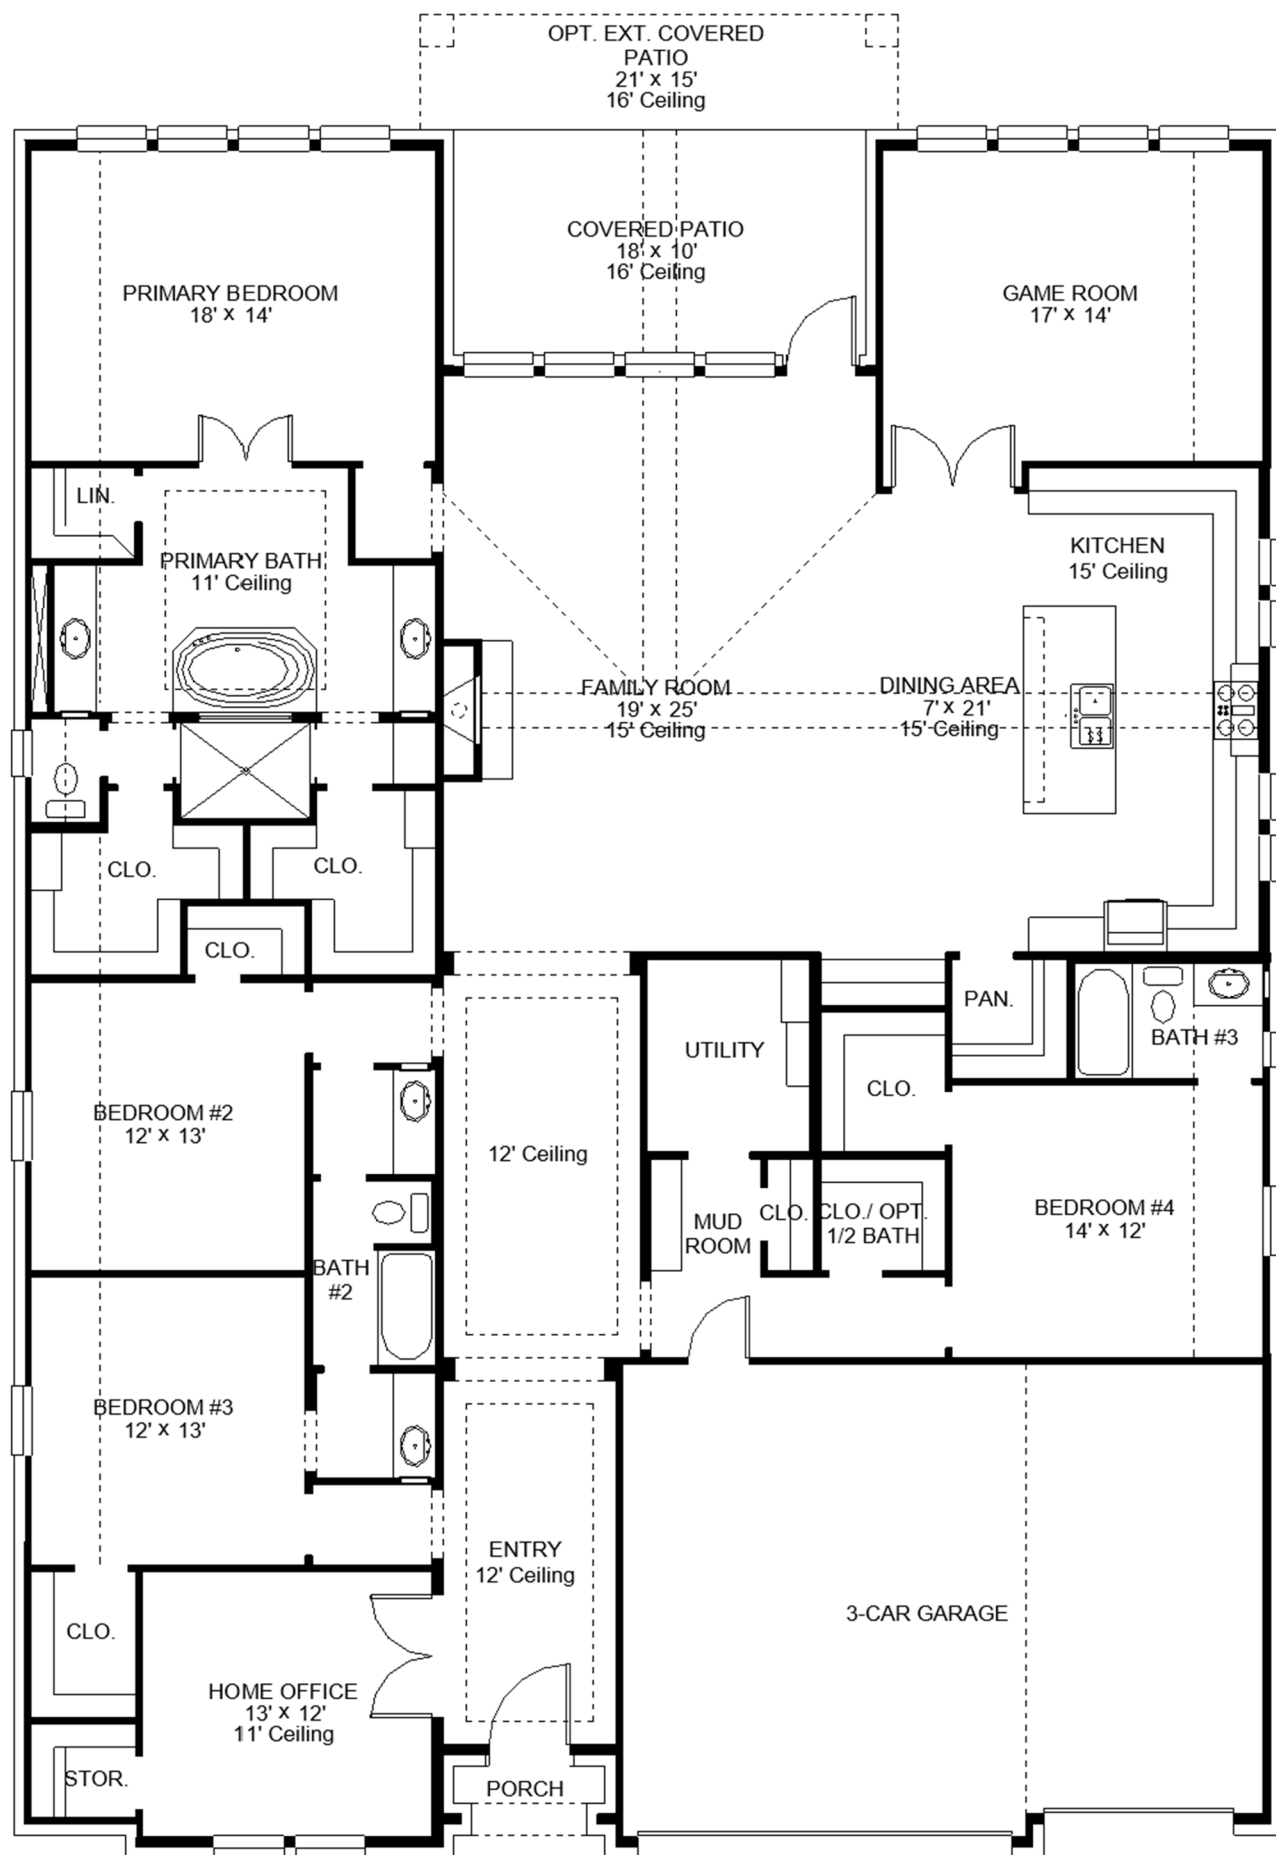 OPT. EXT. COVERED
PATIO
21' x 15'
16' Ceiling
COVERED PATIO
18' x 10'
16' Ceiling
PRIMARY BEDROOM
18' x 14'
GAME ROOM
17' x 14'
LIN.
PRIMARY BATH
11' Ceiling
KITCHEN
15' Ceiling
FAMILY ROOM
19' x 25'
15' Ceiling
DINING AREA
7' x 21'
15' Ceiling
CLO.
CLO.
CLO.
PAN.
BATH #3
UTILITY
CLO.
BEDROOM #2
12' x 13'
12' Ceiling
MUD
ROOM
CLO.
CLO./ OPT.
1/2 BATH
BEDROOM #4
14' x 12'
BATH
#2
BEDROOM #3
12' x 13'
ENTRY
12' Ceiling
3-CAR GARAGE
CLO.
HOME OFFICE
13' x 12'
11' Ceiling
STOR.
PORCH